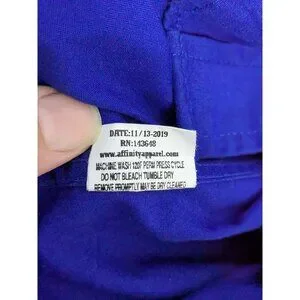 DATE:11/13-2019
RN:143648
www.affinityapparel.com
MACHINE WASH 120F PERM PRESS CYCLE
DO NOT BLEACH TUMBLE DRY
REMOVE PROMPTLY MAY BE DRY CLEANED